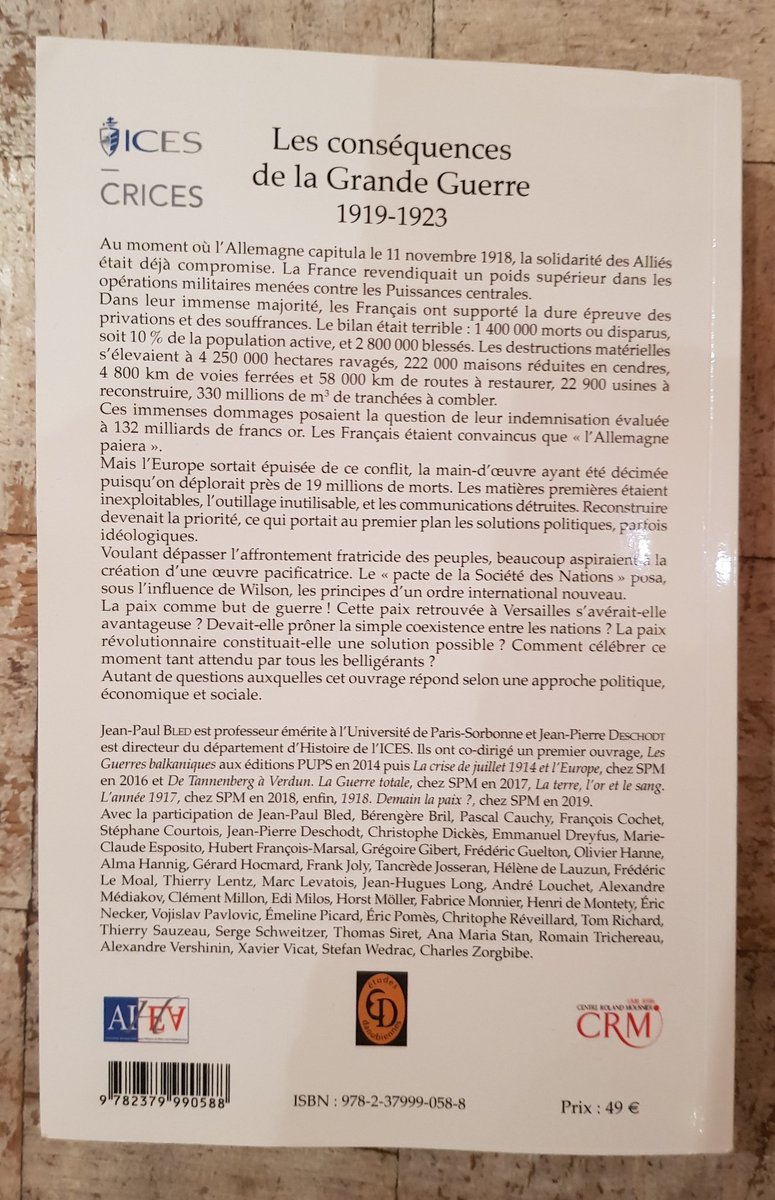 ICES
—
CRICES
Les conséquences
de la Grande Guerre
1919-1923
Au moment où l'Allemagne capitula le 11 novembre 1918, la solidarité des Alliés
était déjà compromise. La France revendiquait un poids supérieur dans les
opérations militaires menées contre les Puissances centrales.
Dans leur immense majorité, les Français ont supporté la dure épreuve des
privations et des souffrances. Le bilan était terrible : 1 400 000 morts ou disparus,
soit 10 % de la population active, et 2 800 000 blessés. Les destructions matérielles
s'élevaient à 4 250 000 hectares ravagés, 222 000 maisons réduites en cendres,
4 800 km de voies ferrées et 58 000 km de routes à restaurer, 22 900 usines à
reconstruire, 330 millions de m³ de tranchées à combler.
Ces immenses dommages posaient la question de leur indemnisation évaluée
à 132 milliards de francs or. Les Français étaient convaincus que « l'Allemagne
paiera ».
Mais l'Europe sortait épuisée de ce conflit, la main-d'œuvre ayant été décimée
puisqu'on déplorait près de 19 millions de morts. Les matières premières étaient
inexploitables, l'outillage inutilisable, et les communications détruites. Reconstruire
devenait la priorité, ce qui portait au premier plan les solutions politiques, parfois
idéologiques.
Voulant dépasser l'affrontement fratricide des peuples, beaucoup aspiraient à la
création d'une œuvre pacificatrice. Le « pacte de la Société des Nations » posa,
sous l'influence de Wilson, les principes d'un ordre international nouveau.
La paix comme but de guerre ! Cette paix retrouvée à Versailles s'avérait-elle
avantageuse ? Devait-elle prôner la simple coexistence entre les nations ? La paix
révolutionnaire constituait-elle une solution possible ? Comment célébrer ce
moment tant attendu par tous les belligérants ?
Autant de questions auxquelles cet ouvrage répond selon une approche politique,
économique et sociale.
Jean-Paul BLED est professeur émérite à l'Université de Paris-Sorbonne et Jean-Pierre DESCHODT
est directeur du département d'Histoire de l'ICES. Ils ont co-dirigé un premier ouvrage, Les
Guerres balkaniques aux éditions PUPS en 2014 puis La crise de juillet 1914 et l'Europe, chez SPM
en 2016 et De Tannenberg à Verdun. La Guerre totale, chez SPM en 2017, La terre, l'or et le sang.
L'année 1917, chez SPM en 2018, enfin, 1918. Demain la paix ?, chez SPM en 2019.
Avec la participation de Jean-Paul Bled, Bérengère Bril, Pascal Cauchy, François Cochet,
Stéphane Courtois, Jean-Pierre Deschodt, Christophe Dickès, Emmanuel Dreyfus, Marie-
Claude Esposito, Hubert François-Marsal, Grégoire Gibert, Frédéric Guelton, Olivier Hanne,
Alma Hannig, Gérard Hocmard, Frank Joly, Tancrède Josseran, Hélène de Lauzun, Frédéric
Le Moal, Thierry Lentz, Marc Levatois, Jean-Hugues Long, André Louchet, Alexandre
Médiakov, Clément Millon, Edi Milos, Horst Möller, Fabrice Monnier, Henri de Montety, Éric
Necker, Vojislav Pavlovic, Émeline Picard, Éric Pomès, Chritophe Réveillard, Tom Richard,
Thierry Sauzeau, Serge Schweitzer, Thomas Siret, Ana Maria Stan, Romain Trichereau,
Alexandre Vershinin, Xavier Vicat, Stefan Wedrac, Charles Zorgbibe.
études
danubiennes
UMR 8596
CENTRE ROLAND MOUSNIER
CRM
9 782379 990588
ISBN : 978-2-37999-058-8
Prix : 49 €